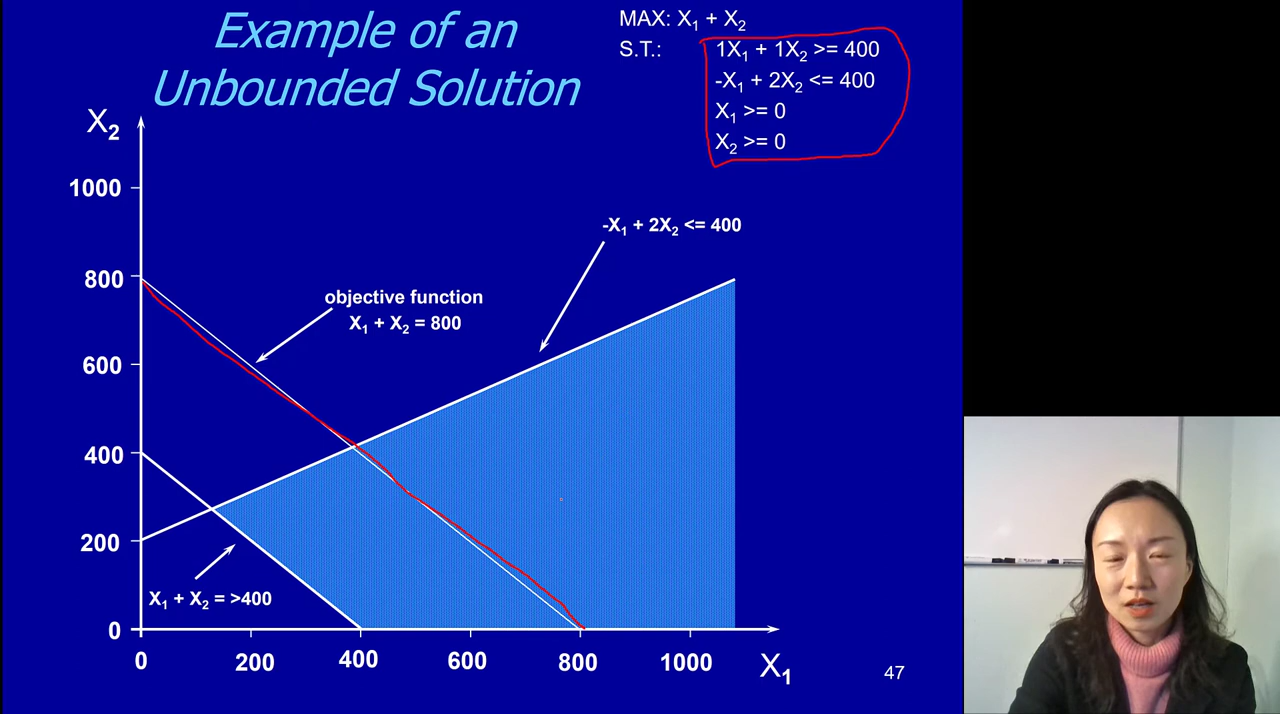 Example of an
Unbounded Solution
MAX: X₁ + X₂
S.T.: 1X₁ + 1X₂ >= 400
-X₁ + 2X₂ <= 400
X₁ >= 0
X₂ >= 0
X₂
1000
800
600
400
200
0
-X₁ + 2X₂ <= 400
objective function
X₁ + X₂ = 800
X₁ + X₂ = >400
0 200 400 600 800 1000
X₁
47